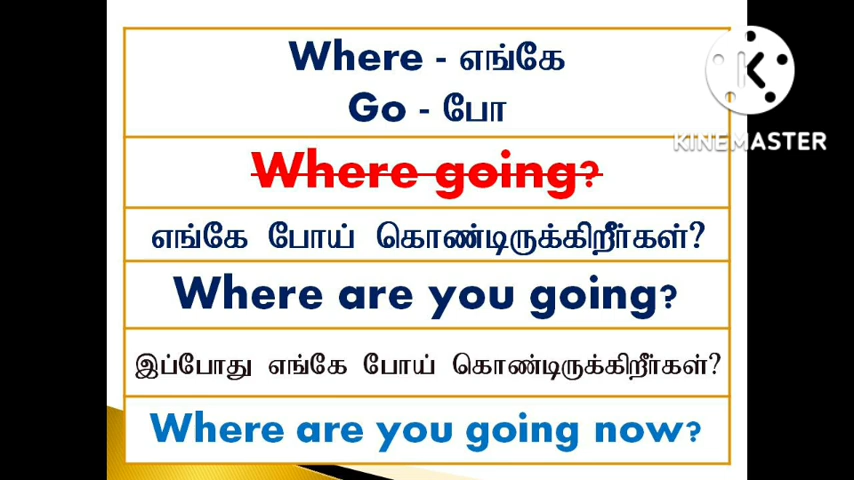 Where - எங்கே
Go - போ
Where going?
எங்கே போய் கொண்டிருக்கிறீர்கள்?
Where are you going?
இப்போது எங்கே போய் கொண்டிருக்கிறீர்கள்?
Where are you going now?
K
KINEMASTER